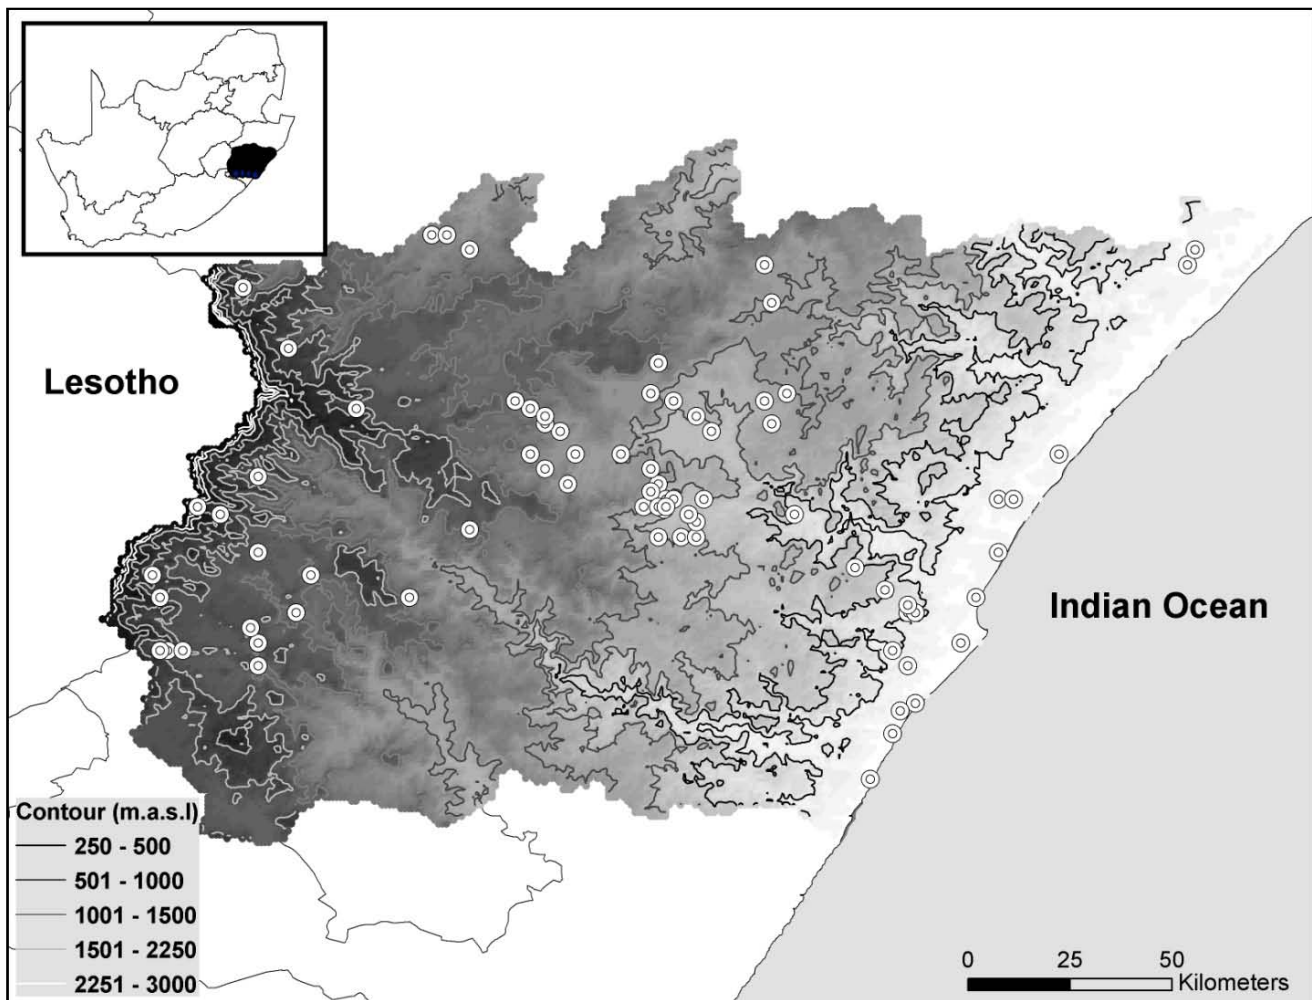 Lesotho
Indian Ocean
Contour (m.a.s.l)
250 - 500
501 - 1000
1001 - 1500
1501 - 2250
2251 - 3000
0 25 50
Kilometers